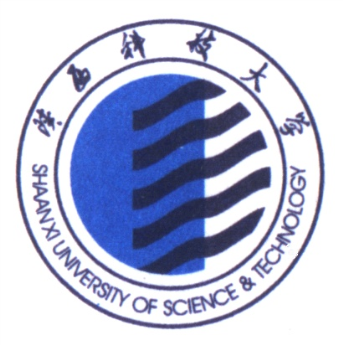 陕西科技大学
SHAANXI UNIVERSITY OF SCIENCE & TECHNOLOGY